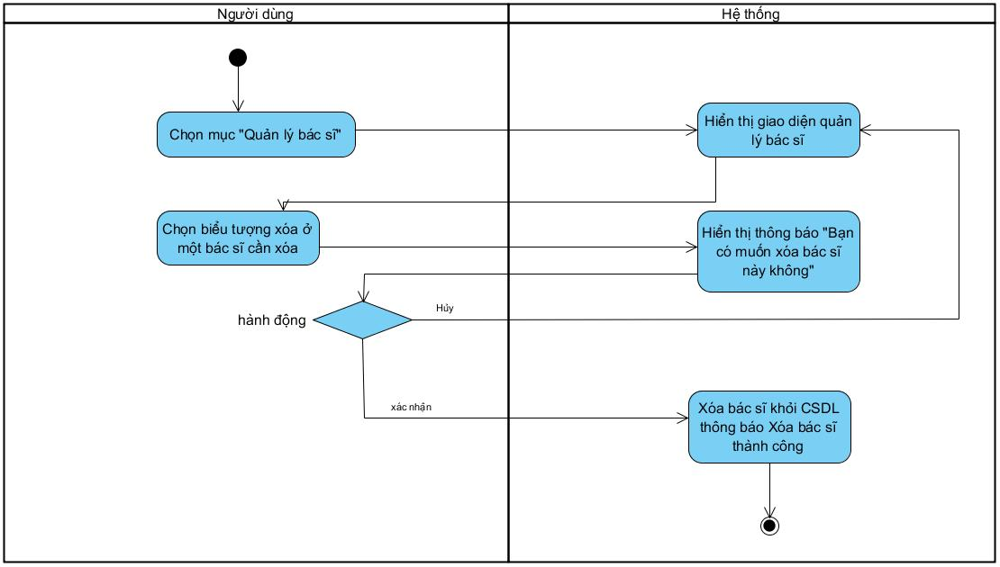 Người dùng
Hệ thống
Chọn mục "Quản lý bác sĩ"
Hiển thị giao diện quản
lý bác sĩ
Chọn biểu tượng xóa ở
một bác sĩ cần xóa
Hiển thị thông báo "Bạn
có muốn xóa bác sĩ
này không"
hành động
Hủy
xác nhận
Xóa bác sĩ khỏi CSDL
thông báo Xóa bác sĩ
thành công